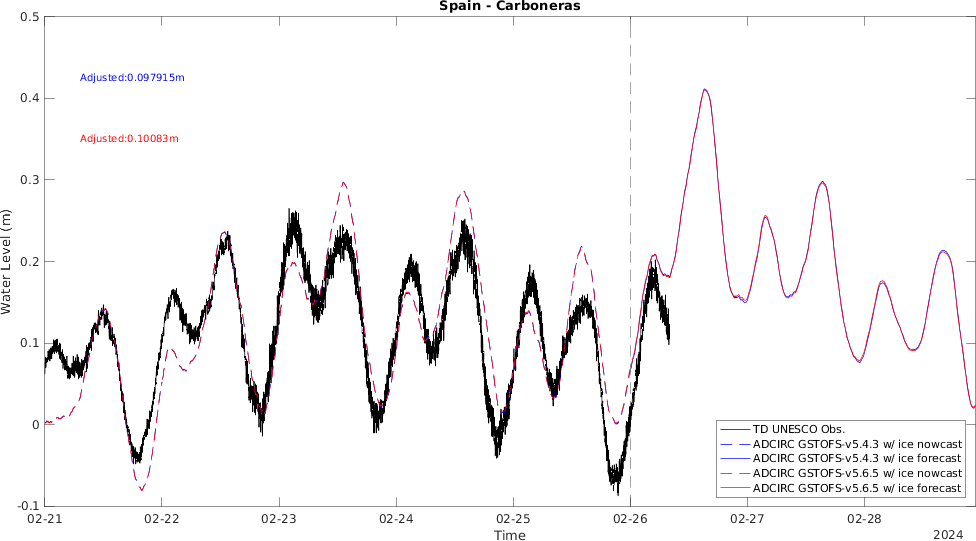 Spain - Carboneras
0.5
Adjusted:0.097915m
0.4
Adjusted:0.10083m
0.3
0.2
0.1
0
-0.1
Water Level (m)
TD UNESCO Obs.
ADCIRC GSTOFS-v5.4.3 w/ ice nowcast
ADCIRC GSTOFS-v5.4.3 w/ ice forecast
ADCIRC GSTOFS-v5.6.5 w/ ice nowcast
ADCIRC GSTOFS-v5.6.5 w/ ice forecast
02-21 02-22 02-23 02-24 02-25 02-26 02-27 02-28
Time
2024